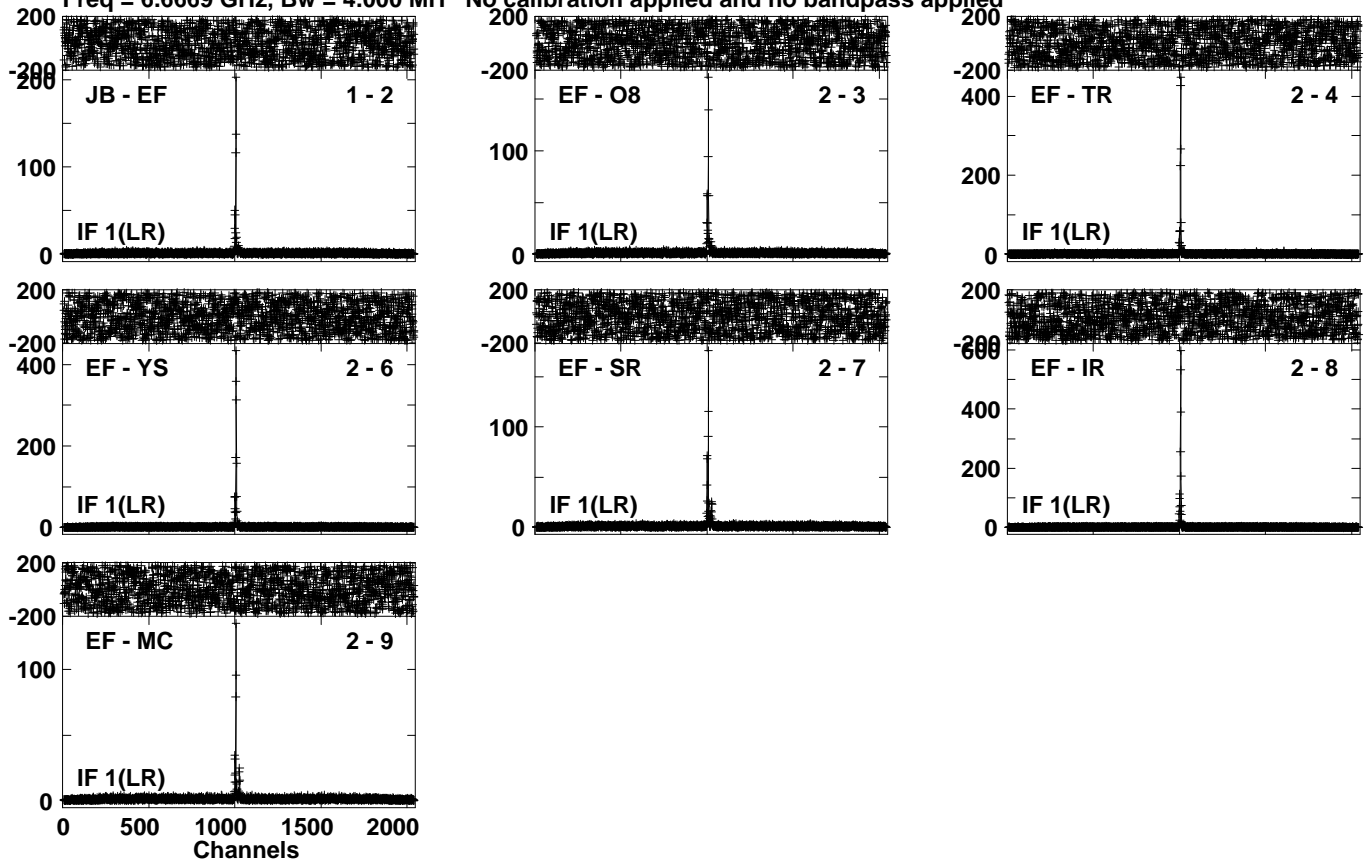 Freq = 6.6669 GHz, Bw = 4.000 MH No calibration applied and no bandpass applied
200
-200
200
100
0
JB - EF 1 - 2
IF 1(LR)
200
-200
100
0
EF - O8 2 - 3
IF 1(LR)
200
-200
400
200
0
EF - TR 2 - 4
IF 1(LR)
200
-200
400
200
0
EF - YS 2 - 6
IF 1(LR)
200
-200
100
0
EF - SR 2 - 7
IF 1(LR)
200
-200
600
400
200
0
EF - IR 2 - 8
IF 1(LR)
200
-200
100
0
EF - MC 2 - 9
IF 1(LR)
0 500 1000 1500 2000
Channels